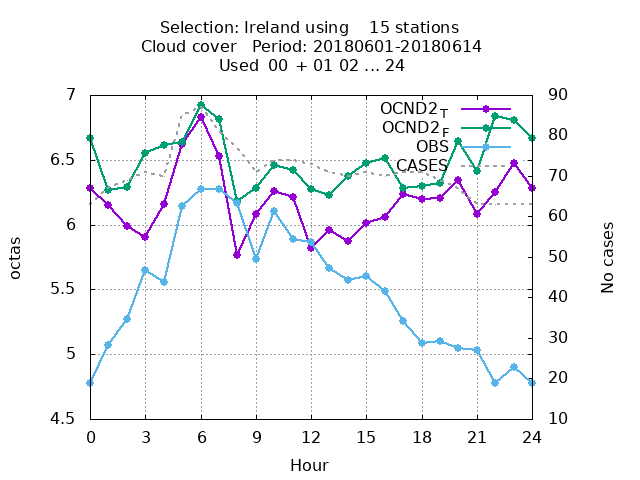 Selection: Ireland using    15 stations
Cloud cover   Period: 20180601-20180614
Used  00  + 01 02 ... 24
7
6.5
6
5.5
5
4.5
octas
90
80
70
60
50
40
30
20
10
No cases
OCND2T
OCND2F
OBS
CASES
0 3 6 9 12 15 18 21 24
Hour